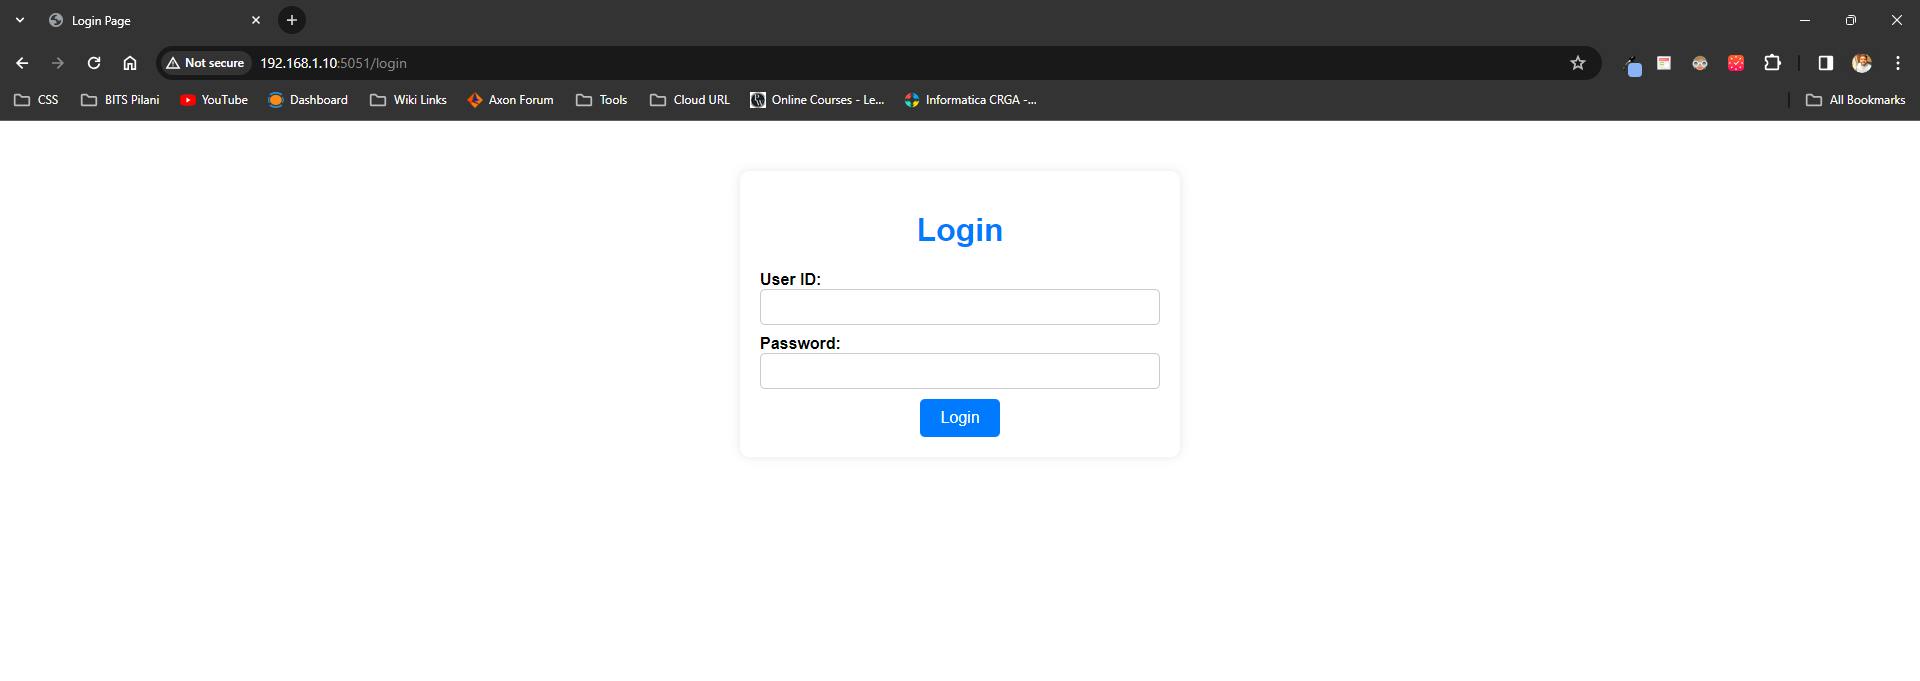 Login Page
Not secure 192.168.1.10:5051/login
CSS BITS Pilani YouTube Dashboard Wiki Links Axon Forum Tools Cloud URL Online Courses - Le... Informatica CRGA -... All Bookmarks
Login
User ID:
Password:
Login